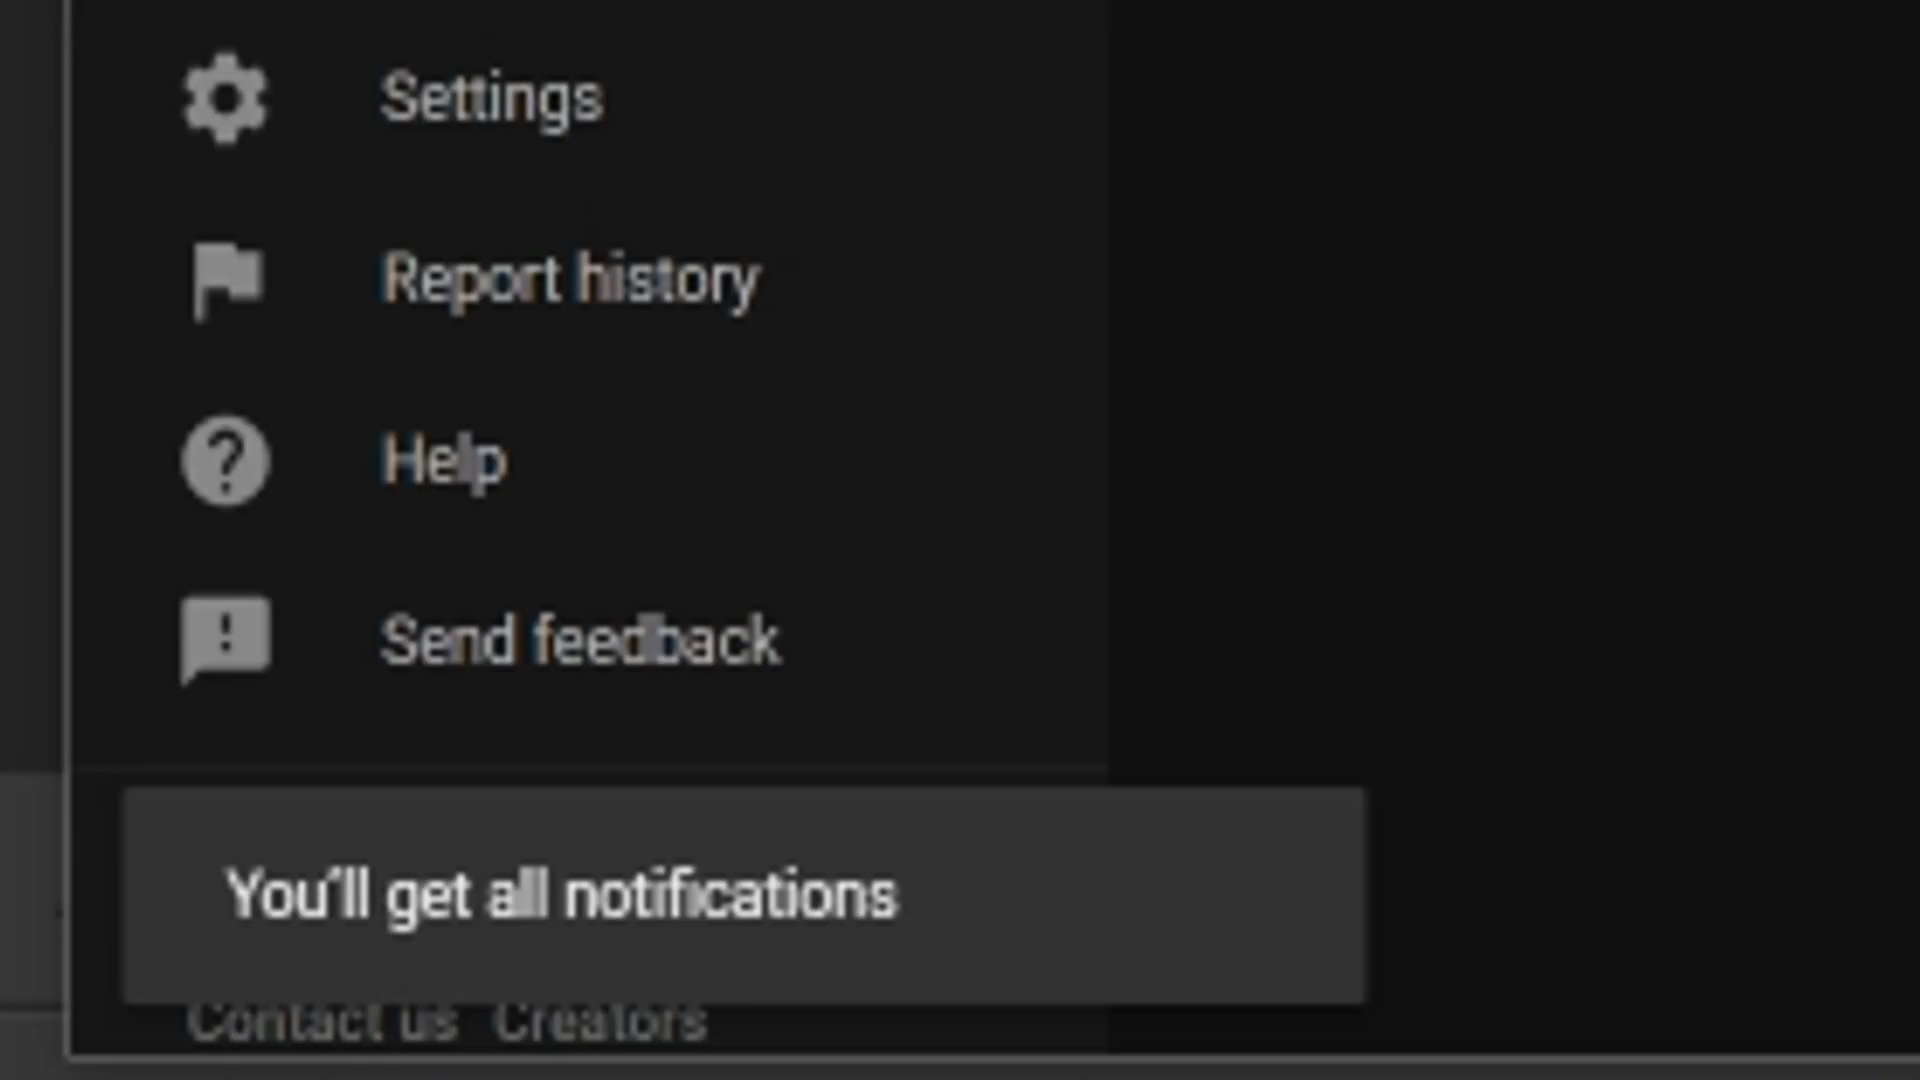 Settings
Report history
Help
Send feedback
You'll get all notifications
Contact us Creators